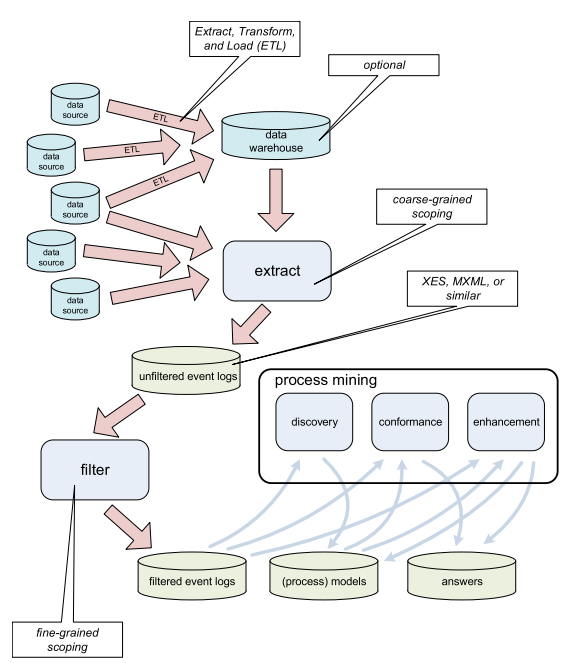 Extract, Transform,
and Load (ETL)
optional
data
source
ETL
data
source
ETL
data
warehouse
data
source
ETL
coarse-grained
scoping
data
source
extract
data
source
XES, MXML, or
similar
unfiltered event logs
process mining
discovery
conformance
enhancement
filter
filtered event logs
(process) models
answers
fine-grained
scoping